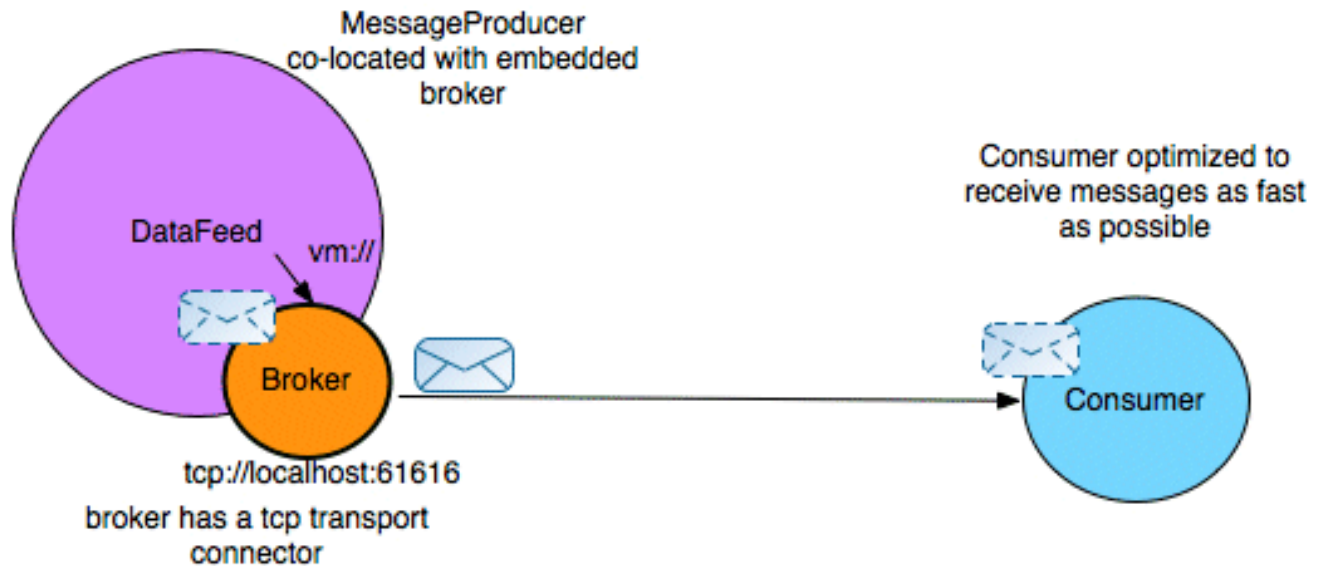 MessageProducer
co-located with embedded
broker
Consumer optimized to
receive messages as fast
as possible
DataFeed
vm://
Broker
Consumer
tcp://localhost:61616
broker has a tcp transport
connector